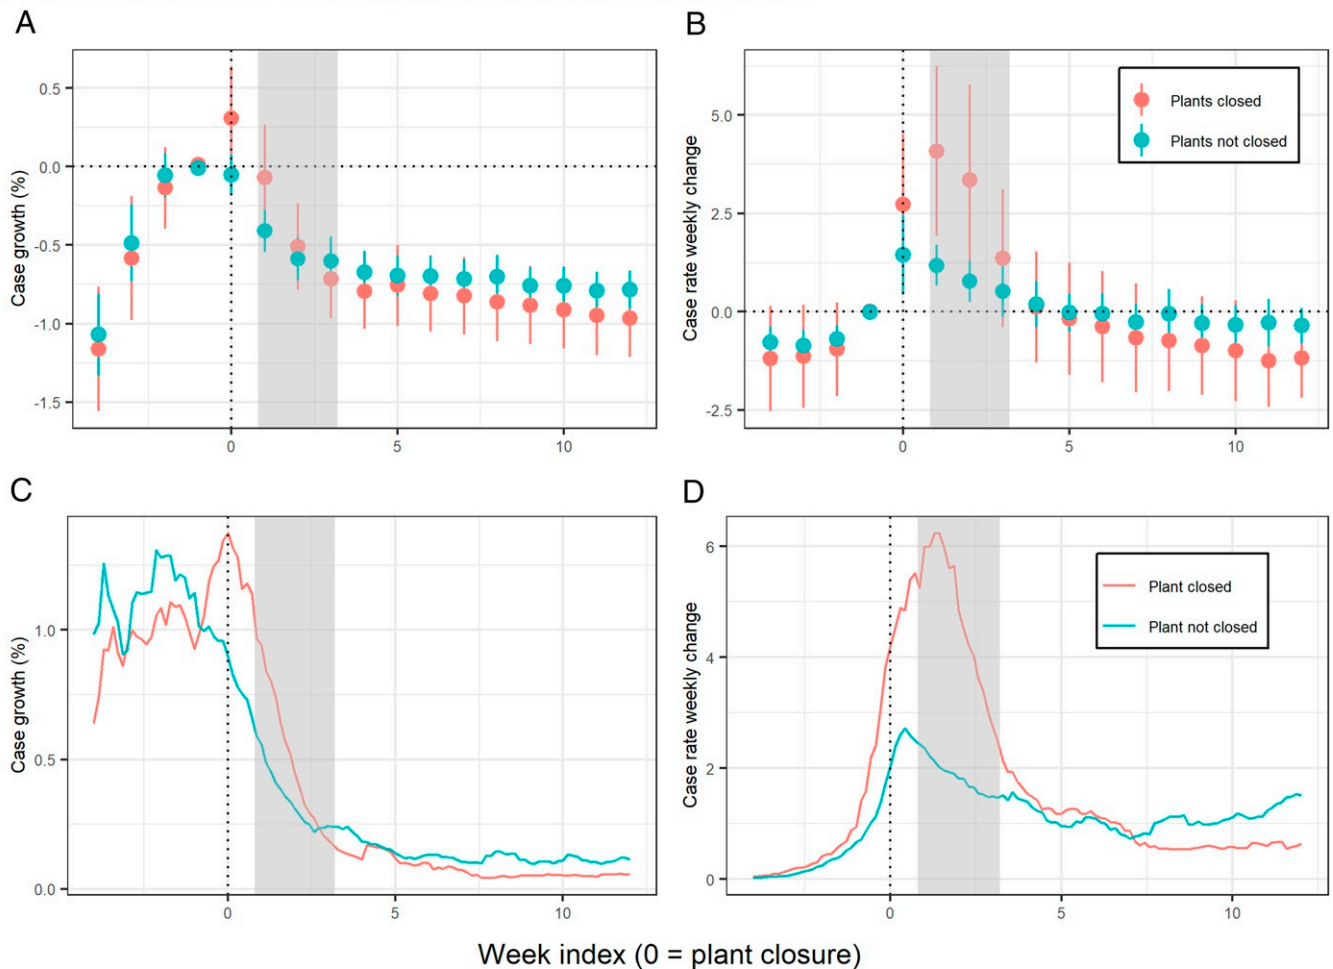 A
B
Case growth (%)
0.5
0.0
-0.5
-1.0
-1.5
0
5
10
Case rate weekly change
5.0
2.5
0.0
-2.5
0
5
10
Plants closed
Plants not closed
C
D
Case growth (%)
1.0
0.5
0.0
0
5
10
Case rate weekly change
6
4
2
0
0
5
10
Plant closed
Plant not closed
Week index (0 = plant closure)